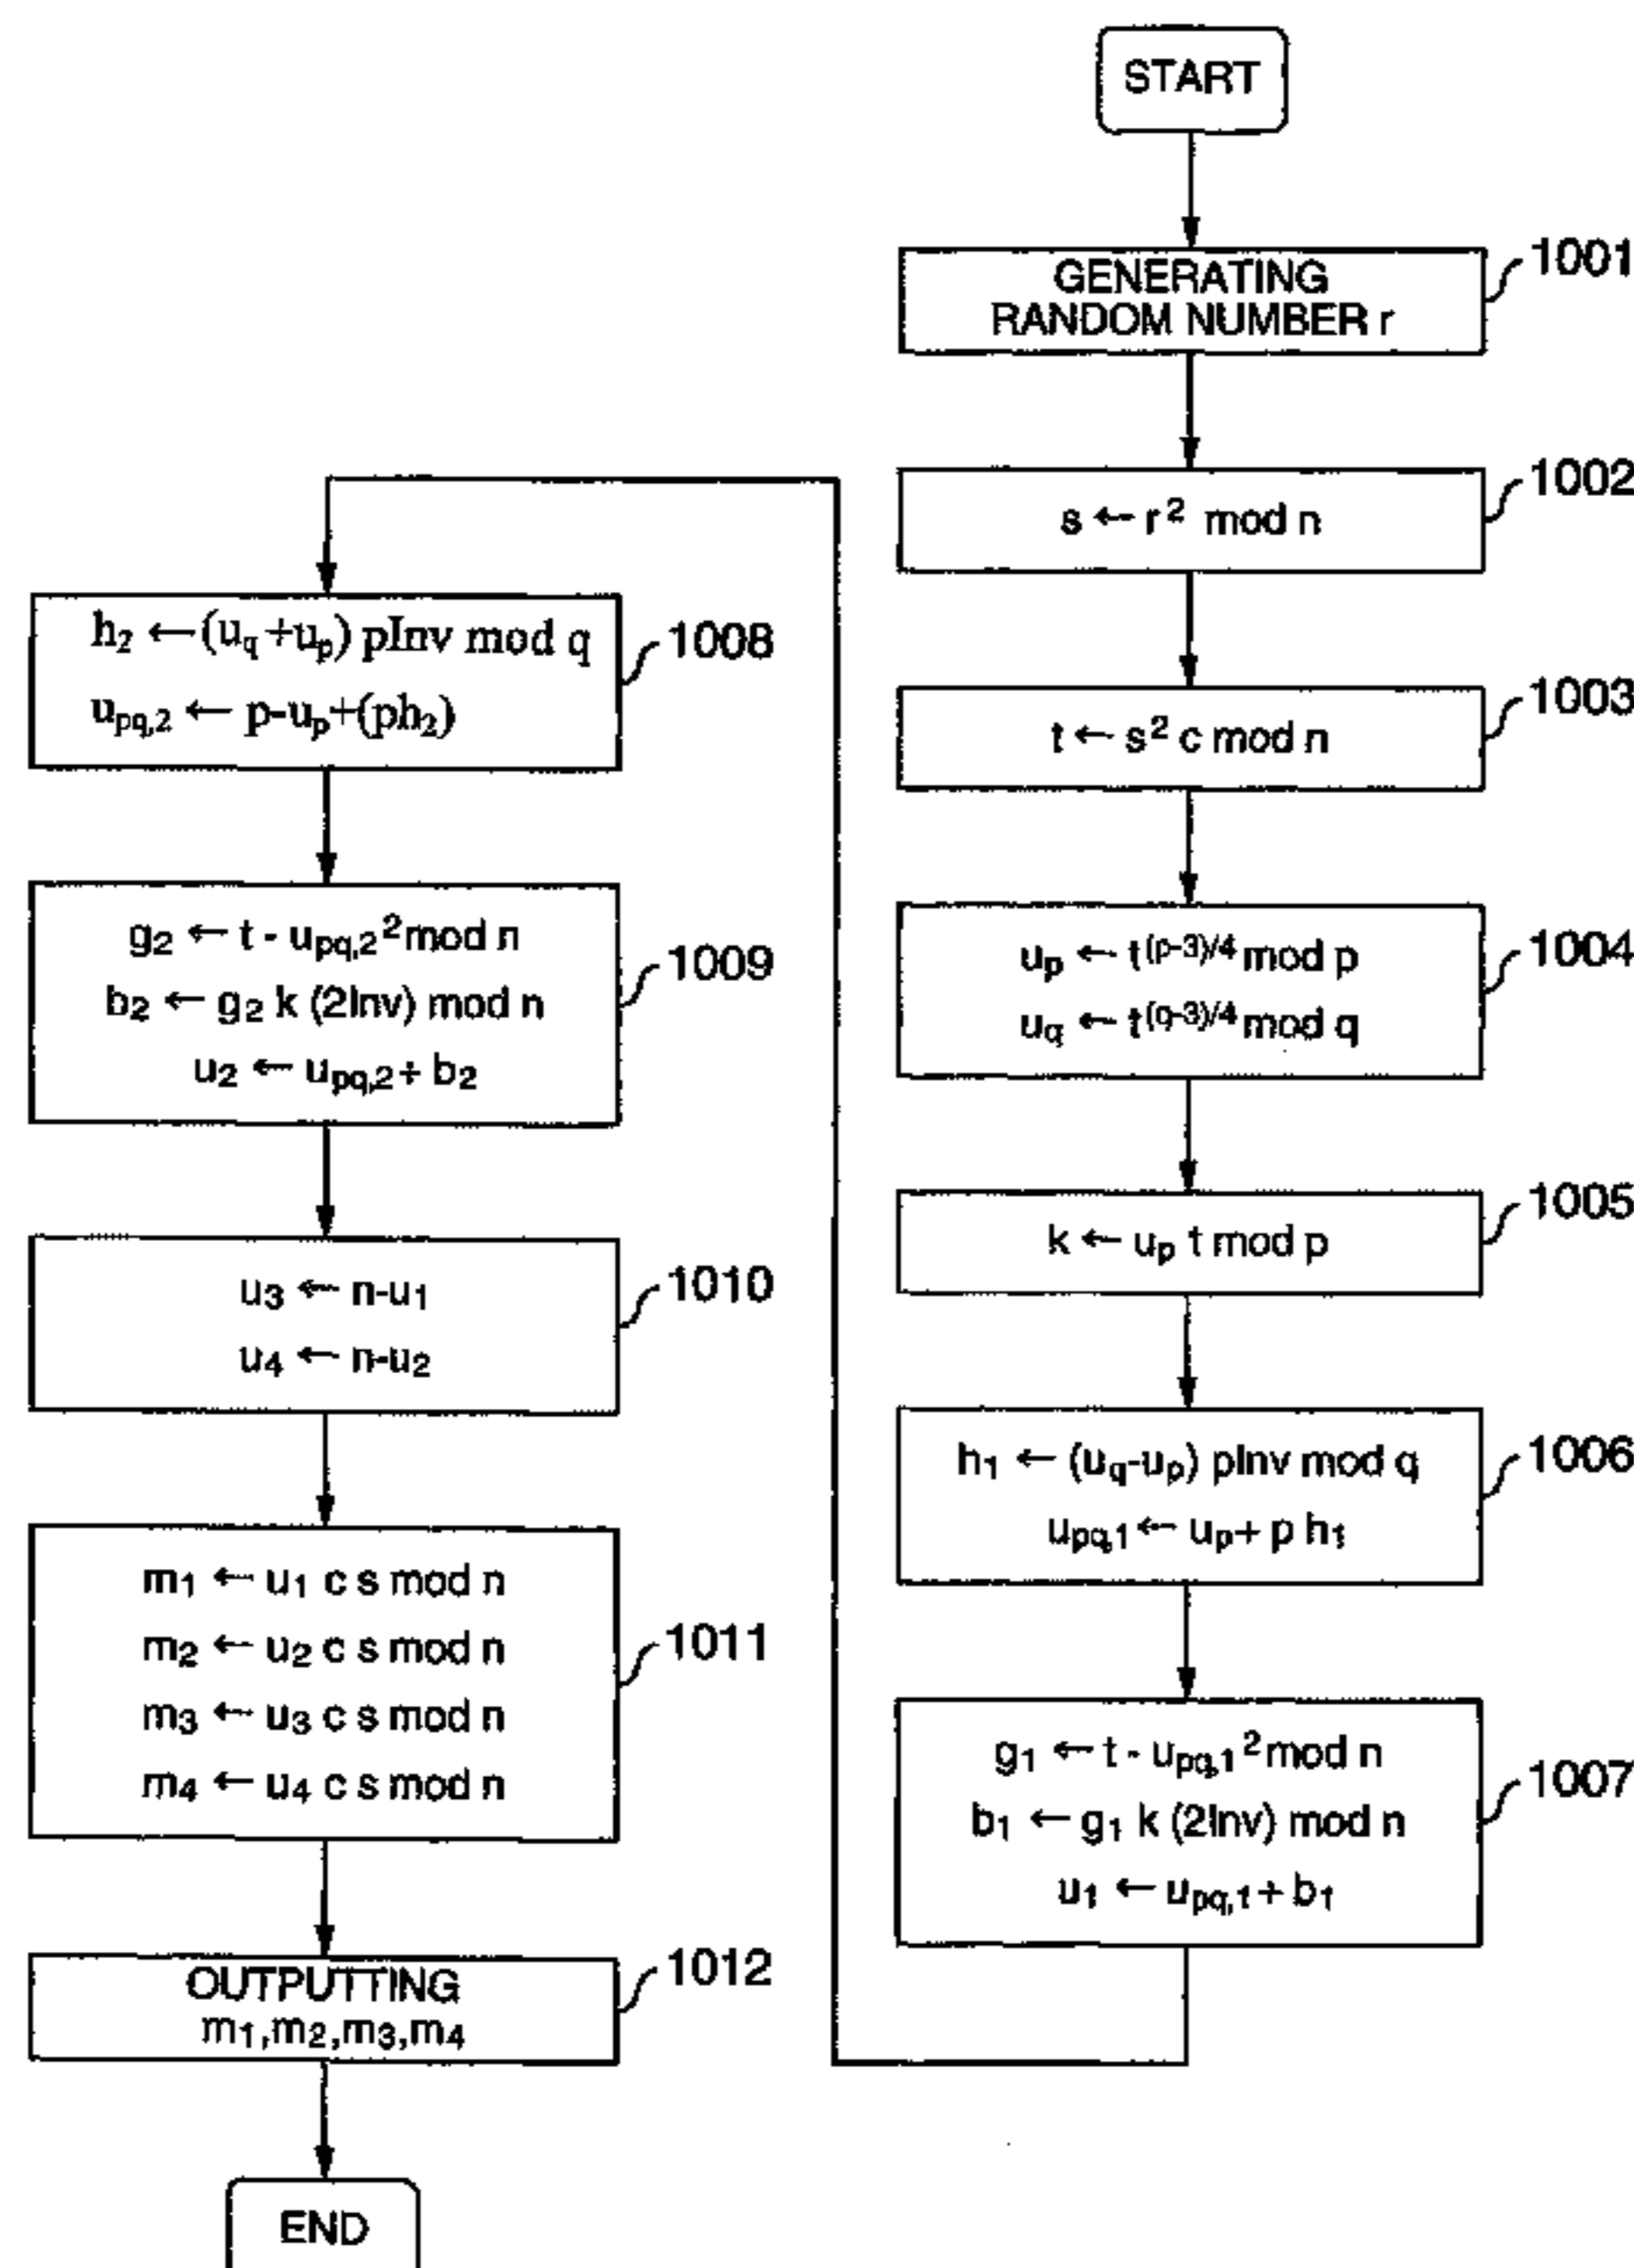 START
GENERATING
RANDOM NUMBER r
1001
s ← r² mod n
1002
t ← s² c mod n
1003
uₚ ← t^(p-3)/4 mod p
u_q ← t^(q-3)/4 mod q
1004
k ← uₚ t mod p
1005
h₁ ← (u_q-uₚ) pInv mod q
u_pq,1 ← uₚ+ p h₁
1006
g₁ ← t - u_pq,1² mod n
b₁ ← g₁ k (2Inv) mod n
u₁ ← u_pq,1+ b₁
1007
h₂ ← (u_q+uₚ) pInv mod q
u_pq,2 ← p-uₚ+(ph₂)
1008
g₂ ← t - u_pq,2² mod n
b₂ ← g₂ k (2Inv) mod n
u₂ ← u_pq,2+ b₂
1009
u₃ ← n-u₁
u₄ ← n-u₂
1010
m₁ ← u₁ c s mod n
m₂ ← u₂ c s mod n
m₃ ← u₃ c s mod n
m₄ ← u₄ c s mod n
1011
OUTPUTTING
m₁,m₂,m₃,m₄
1012
END